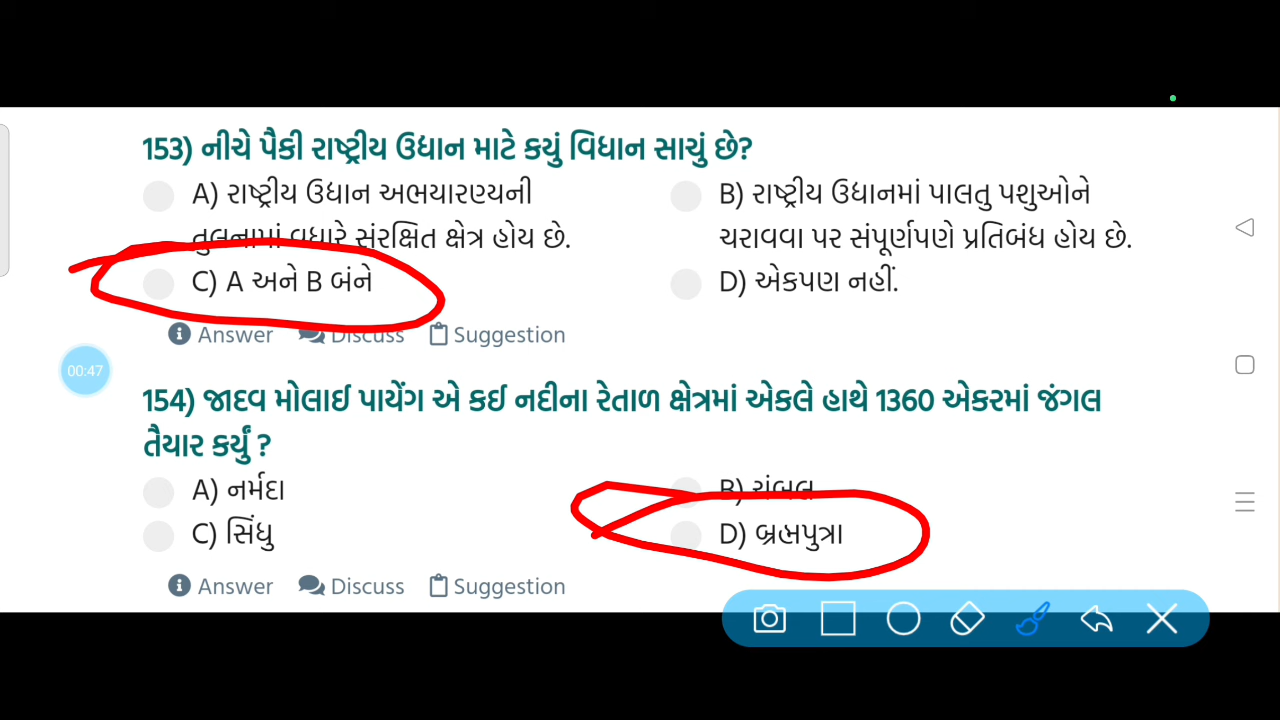 153) નીચે પૈકી રાષ્ટ્રીય ઉદ્યાન માટે કયું વિધાન સાચું છે?
A) રાષ્ટ્રીય ઉદ્યાન અભયારણ્યની
તુલનામાં વધારે સંરક્ષિત ક્ષેત્ર હોય છે.
B) રાષ્ટ્રીય ઉદ્યાનમાં પાલતુ પશુઓને
ચરાવવા પર સંપૂર્ણપણે પ્રતિબંધ હોય છે.
C) A અને B બંને
D) એકપણ નહીં.
Answer Discuss Suggestion
00:47
154) જાદવ મોલાઈ પાયેંગ એ કઈ નદીના રેતાળ ક્ષેત્રમાં એકલે હાથે 1360 એકરમાં જંગલ
તૈયાર કર્યું ?
A) નર્મદા
B) ચંબલ
C) સિંધુ
D) બ્રહ્મપુત્રા
Answer Discuss Suggestion